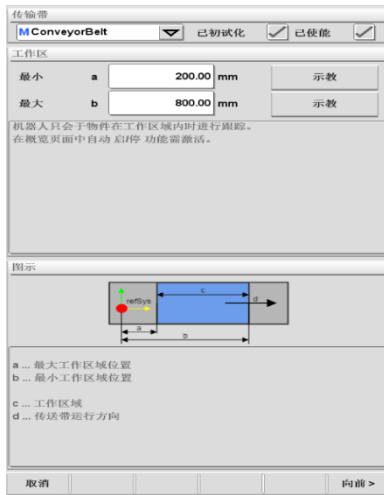 传输带
M ConveyorBelt 已初试化 已使能
工作区
最小 a 200.00 mm 示教
最大 b 800.00 mm 示教
机器人只会于物件在工作区域内时进行跟踪。
在概览页面中自动 启/停 功能需激活。
图示
c
refSys d
a
b
a ... 最大工作区域位置
b ... 最小工作区域位置
c ... 工作区域
d ... 传送带运行方向
取消 向前 >